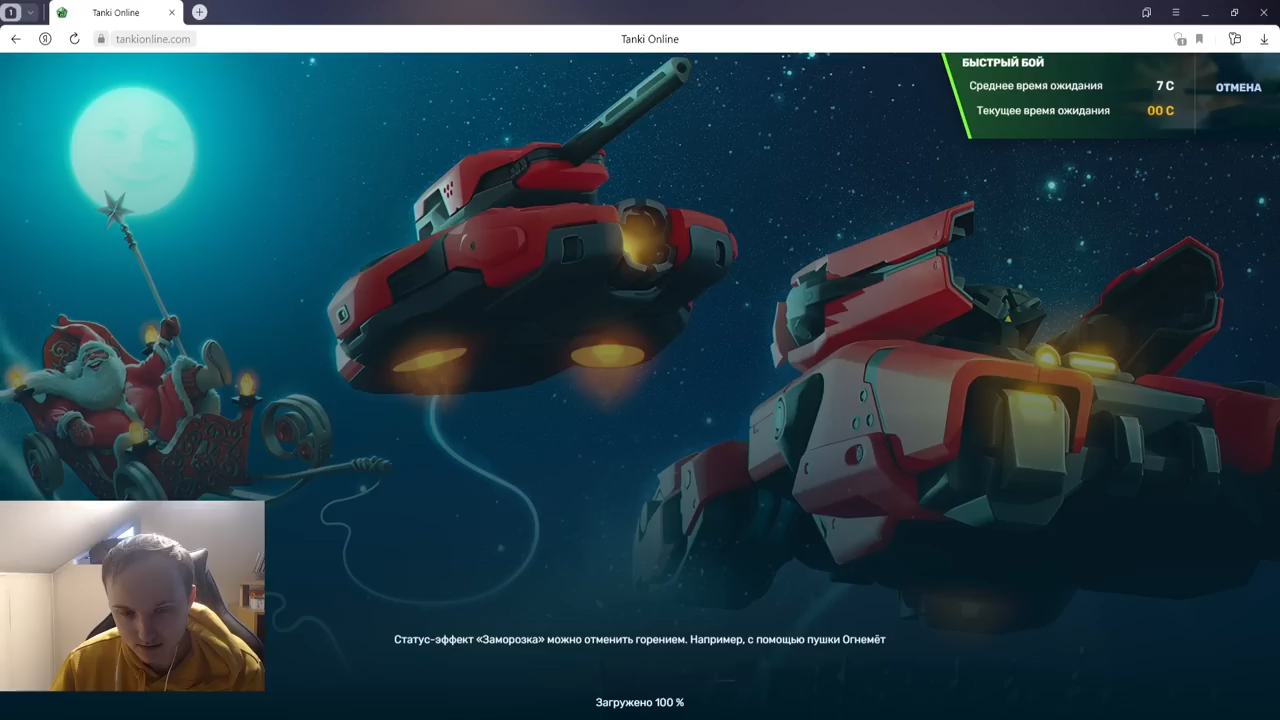 1
Tanki Online
tankionline.com
Tanki Online
БЫСТРЫЙ БОЙ
Среднее время ожидания 7 С
ОТМЕНА
Текущее время ожидания 00 С
Статус-эффект «Заморозка» можно отменить горением. Например, с помощью пушки Огнемёт
Загружено 100 %